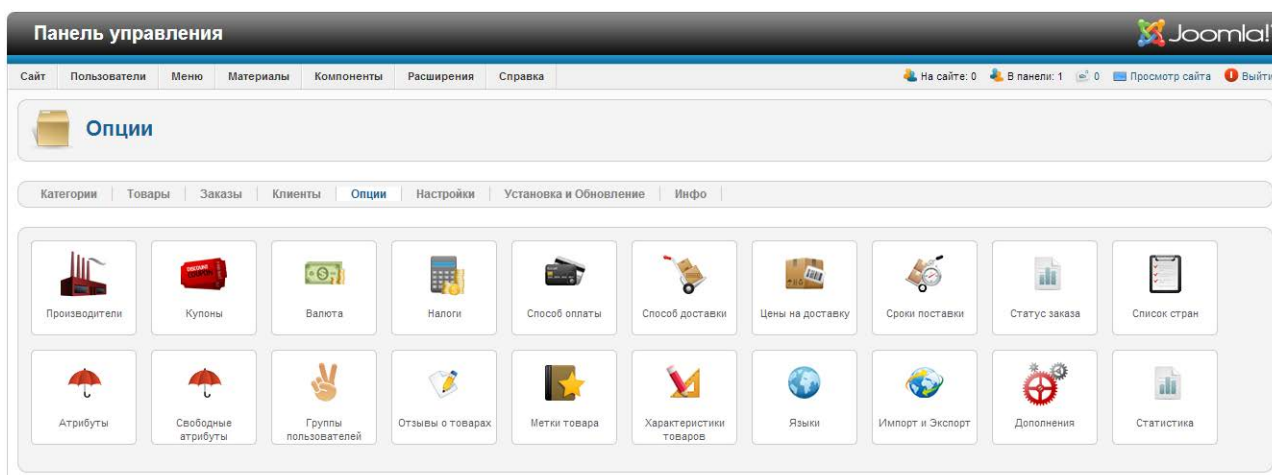 Панель управления
Joomla!
Сайт Пользователи Меню Материалы Компоненты Расширения Справка На сайте: 0 В панели: 1 0 Просмотр сайта Выйти
Опции
Категории Товары Заказы Клиенты Опции Настройки Установка и Обновление Инфо
DISCOUNT
COUPON
Производители Купоны Валюта Налоги Способ оплаты Способ доставки Цены на доставку Сроки поставки Статус заказа Список стран
Атрибуты Свободные атрибуты Группы пользователей Отзывы о товарах Метки товара Характеристики товаров Языки Импорт и Экспорт Дополнения Статистика